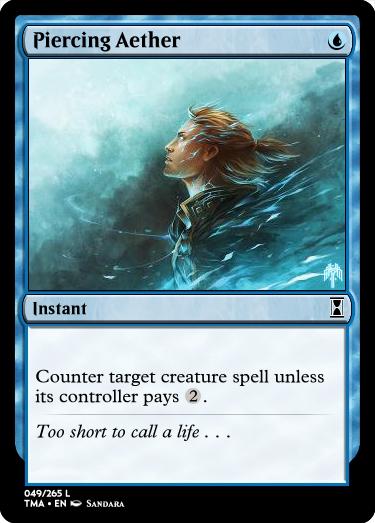 Piercing Aether
Instant
Counter target creature spell unless
its controller pays 2.
Too short to call a life . . .
049/265 L
TMA • EN Sandara